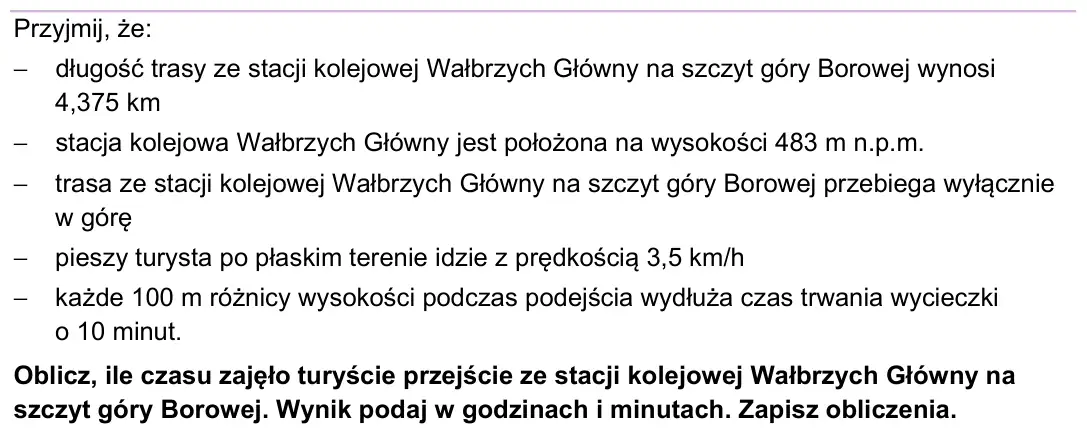 Przyjmij, że:
– długość trasy ze stacji kolejowej Wałbrzych Główny na szczyt góry Borowej wynosi
4,375 km
– stacja kolejowa Wałbrzych Główny jest położona na wysokości 483 m n.p.m.
– trasa ze stacji kolejowej Wałbrzych Główny na szczyt góry Borowej przebiega wyłącznie
w górę
– pieszy turysta po płaskim terenie idzie z prędkością 3,5 km/h
– każde 100 m różnicy wysokości podczas podejścia wydłuża czas trwania wycieczki
o 10 minut.
Oblicz, ile czasu zajęło turyście przejście ze stacji kolejowej Wałbrzych Główny na
szczyt góry Borowej. Wynik podaj w godzinach i minutach. Zapisz obliczenia.